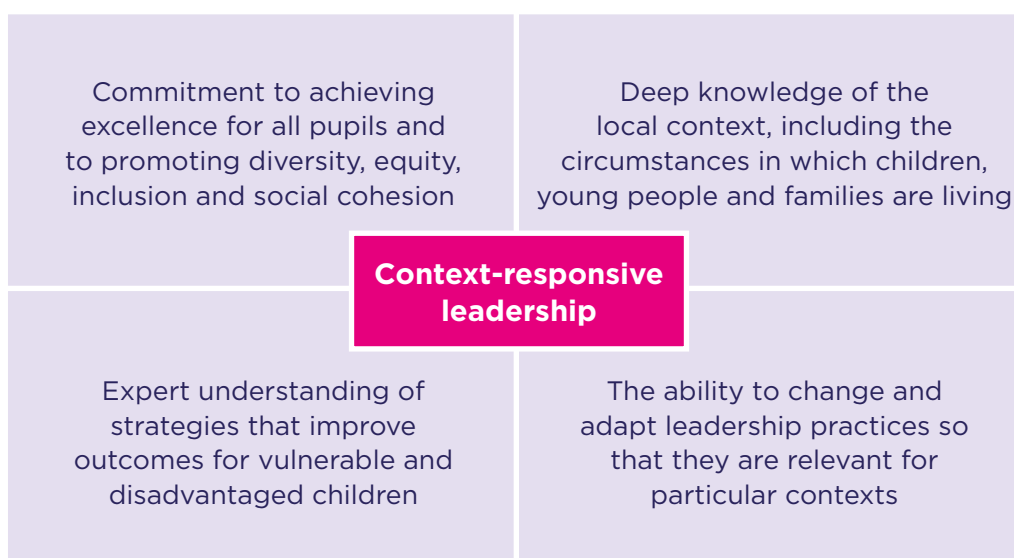 Commitment to achieving
excellence for all pupils and
to promoting diversity, equity,
inclusion and social cohesion
Deep knowledge of the
local context, including the
circumstances in which children,
young people and families are living
Context-responsive
leadership
Expert understanding of
strategies that improve
outcomes for vulnerable and
disadvantaged children
The ability to change and
adapt leadership practices so
that they are relevant for
particular contexts